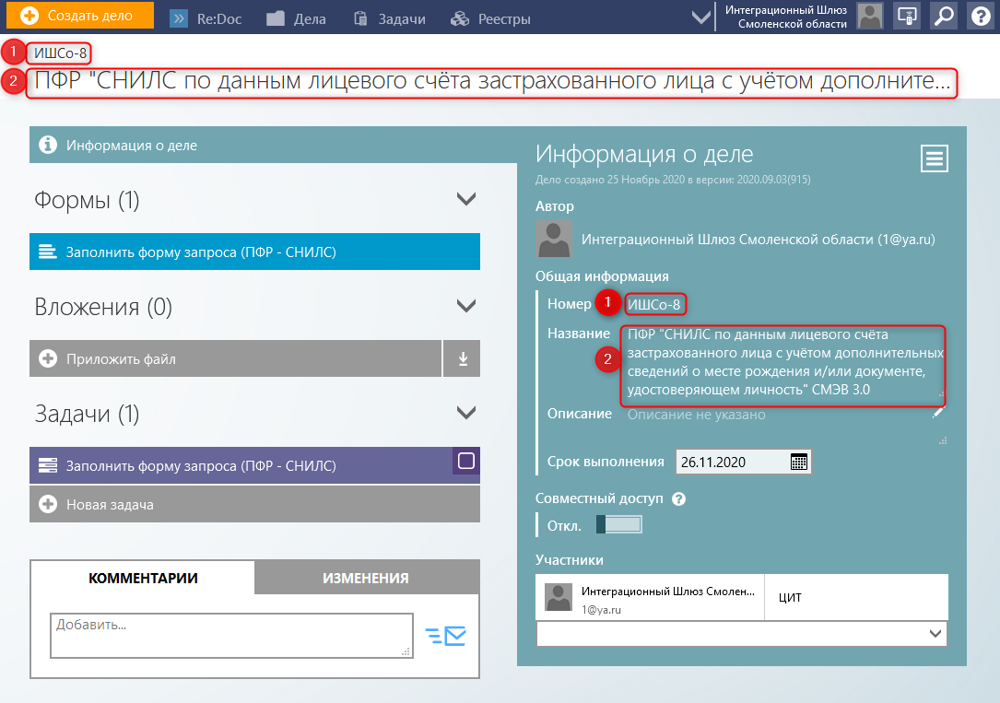 Создать дело
Re:Doc
Дела
Задачи
Реестры
Интеграционный Шлюз
Смоленской области
1
ИШСо-8
2
ПФР "СНИЛС по данным лицевого счёта застрахованного лица с учётом дополните...
Информация о деле
Формы (1)
Заполнить форму запроса (ПФР - СНИЛС)
Вложения (0)
Приложить файл
Задачи (1)
Заполнить форму запроса (ПФР - СНИЛС)
Новая задача
КОММЕНТАРИИ
ИЗМЕНЕНИЯ
Добавить...
Информация о деле
Дело создано 25 Ноябрь 2020 в версии: 2020.09.03(915)
Автор
Интеграционный Шлюз Смоленской области (1@ya.ru)
Общая информация
Номер 1 ИШСо-8
Название
2
ПФР "СНИЛС по данным лицевого счёта
застрахованного лица с учётом дополнительных
сведений о месте рождения и/или документе,
удостоверяющем личность" СМЭВ 3.0
Описание Описание не указано
Срок выполнения 26.11.2020
Совместный доступ ?
Откл.
Участники
Интеграционный Шлюз Смолен...
1@ya.ru
ЦИТ